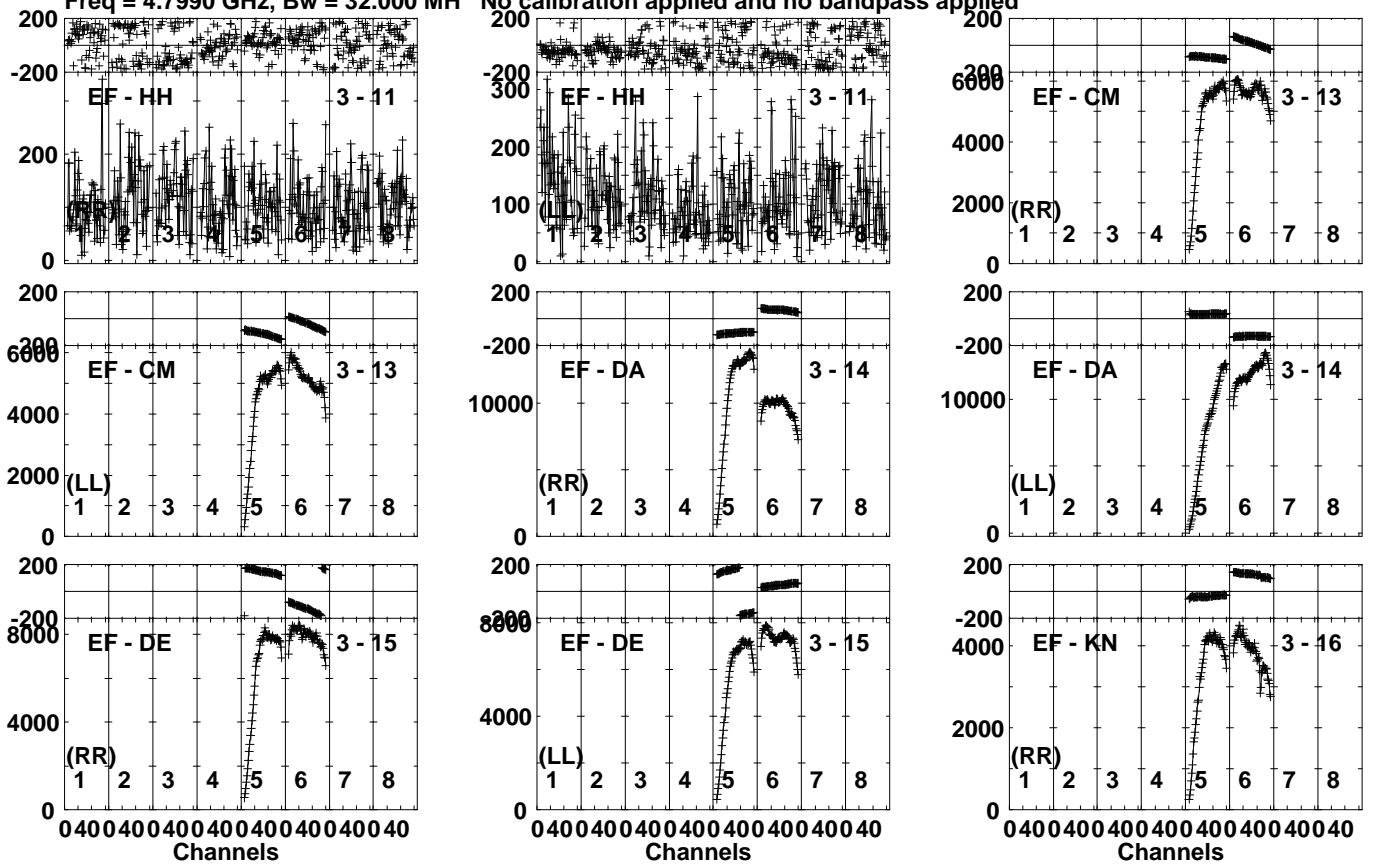 Freq = 4.7990 GHz, Bw = 32.000 MH No calibration applied and no bandpass applied
200 200 200
-200 -200 -200
EF - HH 3 - 11 EF - HH 3 - 11 EF - CM 3 - 13
300 6000
200 200 4000
100 2000
(RR) (LL) (RR)
1 2 3 4 5 6 7 8 1 2 3 4 5 6 7 8 1 2 3 4 5 6 7 8
0 0 0
200 200 200
-200 -200 -200
EF - CM 3 - 13 EF - DA 3 - 14 EF - DA 3 - 14
6000
4000 10000 10000
2000
(LL) (RR) (LL)
1 2 3 4 5 6 7 8 1 2 3 4 5 6 7 8 1 2 3 4 5 6 7 8
0 0 0
200 200 200
-200 -200 -200
EF - DE 3 - 15 EF - DE 3 - 15 EF - KN 3 - 16
8000 8000 4000
4000 4000 2000
(RR) (LL) (RR)
1 2 3 4 5 6 7 8 1 2 3 4 5 6 7 8 1 2 3 4 5 6 7 8
0 0 0
0 40 0 40 0 40 0 40 0 40 0 40 0 40 0 40 0 40 0 40 0 40 0 40 0 40 0 40 0 40 0 40 0 40 0 40 0 40 0 40 0 40 0 40 0 40 0 40
Channels Channels Channels